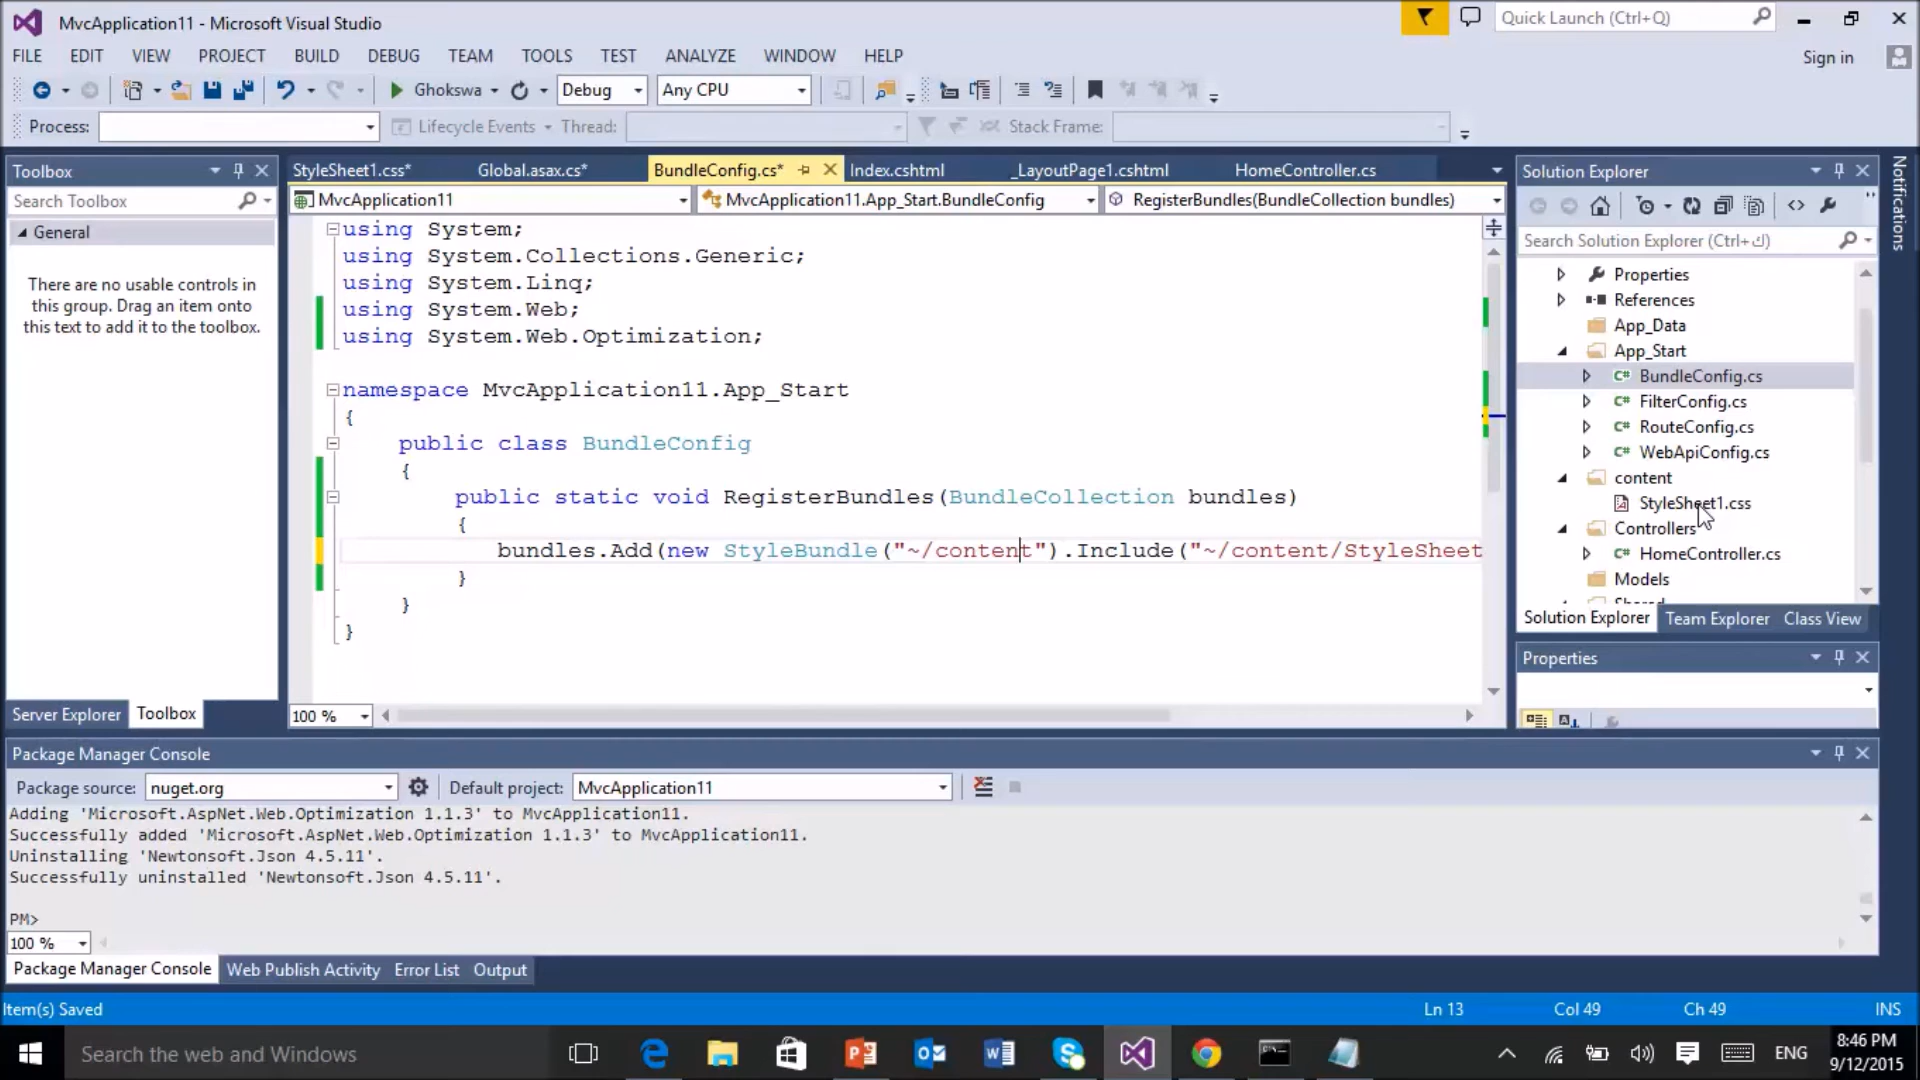 MvcApplication11 - Microsoft Visual Studio
Quick Launch (Ctrl+Q)
FILE EDIT VIEW PROJECT BUILD DEBUG TEAM TOOLS TEST ANALYZE WINDOW HELP
Sign in
Ghokswa Debug Any CPU
Process: Lifecycle Events Thread: Stack Frame:
Toolbox
Search Toolbox
General
There are no usable controls in
this group. Drag an item onto
this text to add it to the toolbox.
Server Explorer Toolbox
StyleSheet1.css* Global.asax.cs* BundleConfig.cs* Index.cshtml _LayoutPage1.cshtml HomeController.cs
MvcApplication11 MvcApplication11.App_Start.BundleConfig RegisterBundles(BundleCollection bundles)
using System;
using System.Collections.Generic;
using System.Linq;
using System.Web;
using System.Web.Optimization;
namespace MvcApplication11.App_Start
{
public class BundleConfig
{
public static void RegisterBundles(BundleCollection bundles)
{
bundles.Add(new StyleBundle("~/content").Include("~/content/StyleSheet
}
}
}
100 %
Solution Explorer
Search Solution Explorer (Ctrl+ك)
Properties
References
App_Data
App_Start
BundleConfig.cs
FilterConfig.cs
RouteConfig.cs
WebApiConfig.cs
content
StyleSheet1.css
Controllers
HomeController.cs
Models
Solution Explorer Team Explorer Class View
Properties
Notifications
Package Manager Console
Package source: nuget.org Default project: MvcApplication11
Adding 'Microsoft.AspNet.Web.Optimization 1.1.3' to MvcApplication11.
Successfully added 'Microsoft.AspNet.Web.Optimization 1.1.3' to MvcApplication11.
Uninstalling 'Newtonsoft.Json 4.5.11'.
Successfully uninstalled 'Newtonsoft.Json 4.5.11'.
PM>
100 %
Package Manager Console Web Publish Activity Error List Output
Item(s) Saved Ln 13 Col 49 Ch 49 INS
Search the web and Windows
ENG
8:46 PM
9/12/2015